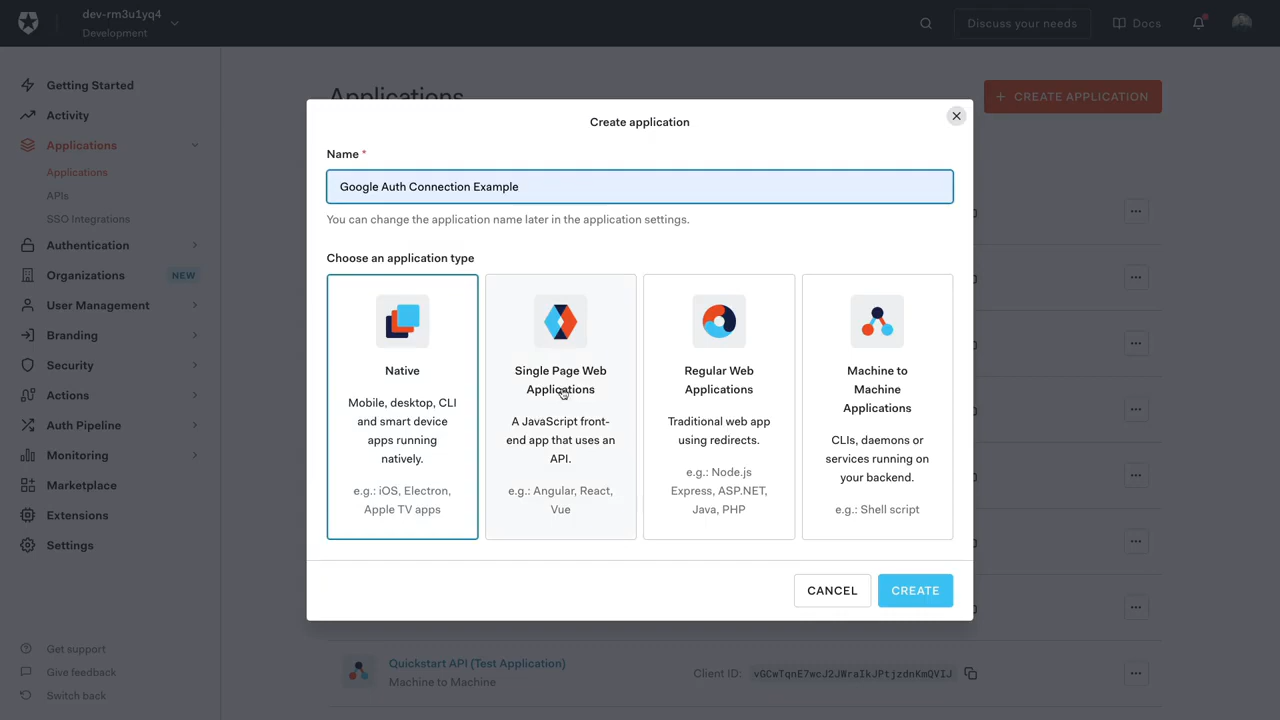 dev-rm3u1yq4
Development
Discuss your needs
Docs
Getting Started
Activity
Applications
Applications
APIs
SSO Integrations
Authentication
Organizations NEW
User Management
Branding
Security
Actions
Auth Pipeline
Monitoring
Marketplace
Extensions
Settings
Get support
Give feedback
Switch back
Applications
+ CREATE APPLICATION
Create application
Name *
Google Auth Connection Example
You can change the application name later in the application settings.
Choose an application type
Native
Mobile, desktop, CLI
and smart device
apps running
natively.
e.g.: iOS, Electron,
Apple TV apps
Single Page Web
Applications
A JavaScript front-
end app that uses an
API.
e.g.: Angular, React,
Vue
Regular Web
Applications
Traditional web app
using redirects.
e.g.: Node.js
Express, ASP.NET,
Java, PHP
Machine to
Machine
Applications
CLIs, daemons or
services running on
your backend.
e.g.: Shell script
CANCEL
CREATE
Quickstart API (Test Application)
Machine to Machine
Client ID: vGCwTqnE7wcJ2JWraIkJPtjzdnKmQVIJ